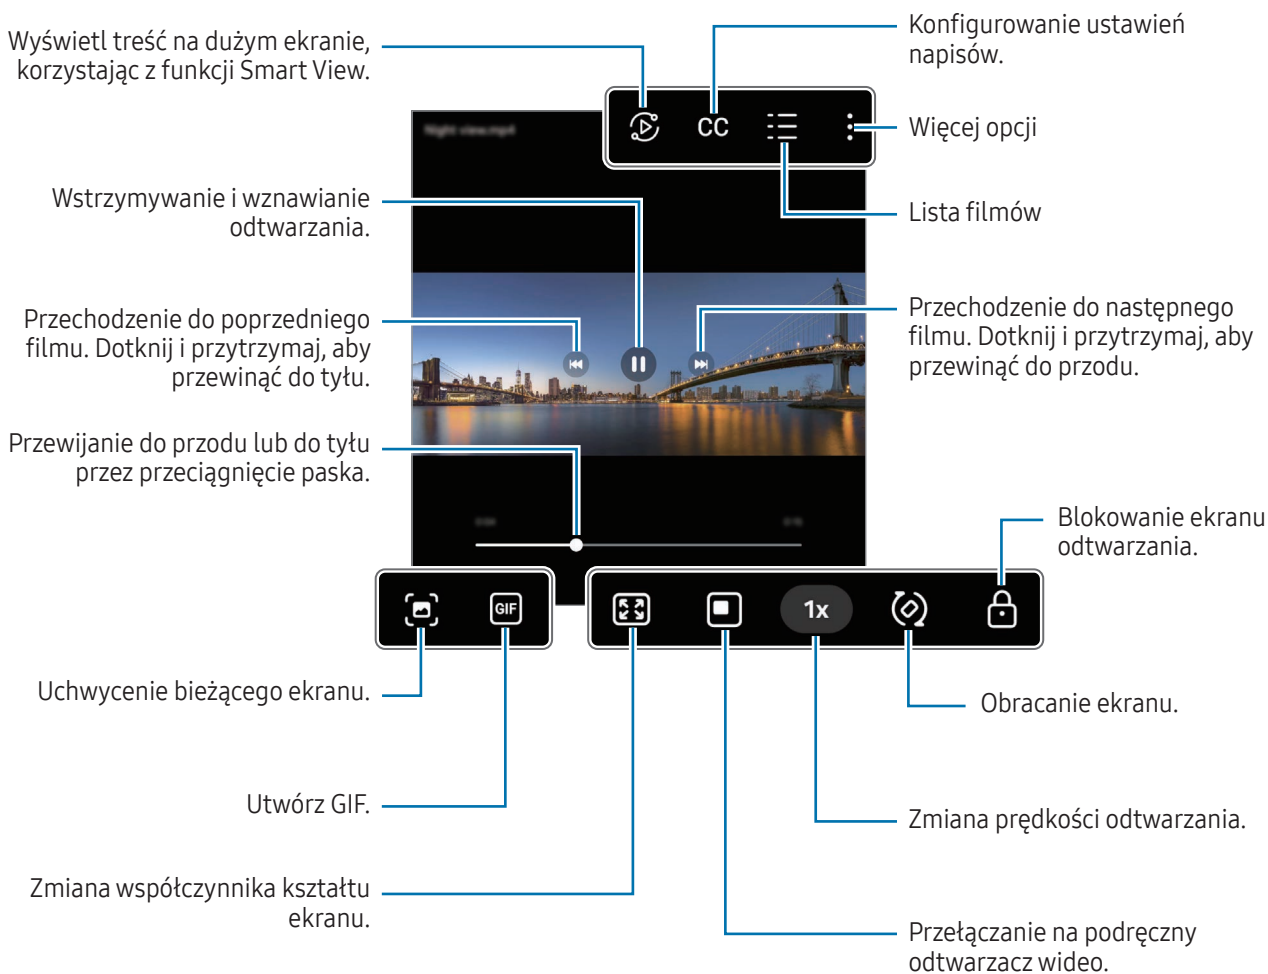 Wyświetl treść na dużym ekranie,
korzystając z funkcji Smart View.
Konfigurowanie ustawień
napisów.
Night view.mp4
CC
Więcej opcji
Wstrzymywanie i wznawianie
odtwarzania.
Lista filmów
Przechodzenie do poprzedniego
filmu. Dotknij i przytrzymaj, aby
przewinąć do tyłu.
Przechodzenie do następnego
filmu. Dotknij i przytrzymaj, aby
przewinąć do przodu.
Przewijanie do przodu lub do tyłu
przez przeciągnięcie paska.
Blokowanie ekranu
odtwarzania.
GIF
1x
Uchwycenie bieżącego ekranu.
Obracanie ekranu.
Utwórz GIF.
Zmiana prędkości odtwarzania.
Zmiana współczynnika kształtu
ekranu.
Przełączanie na podręczny
odtwarzacz wideo.